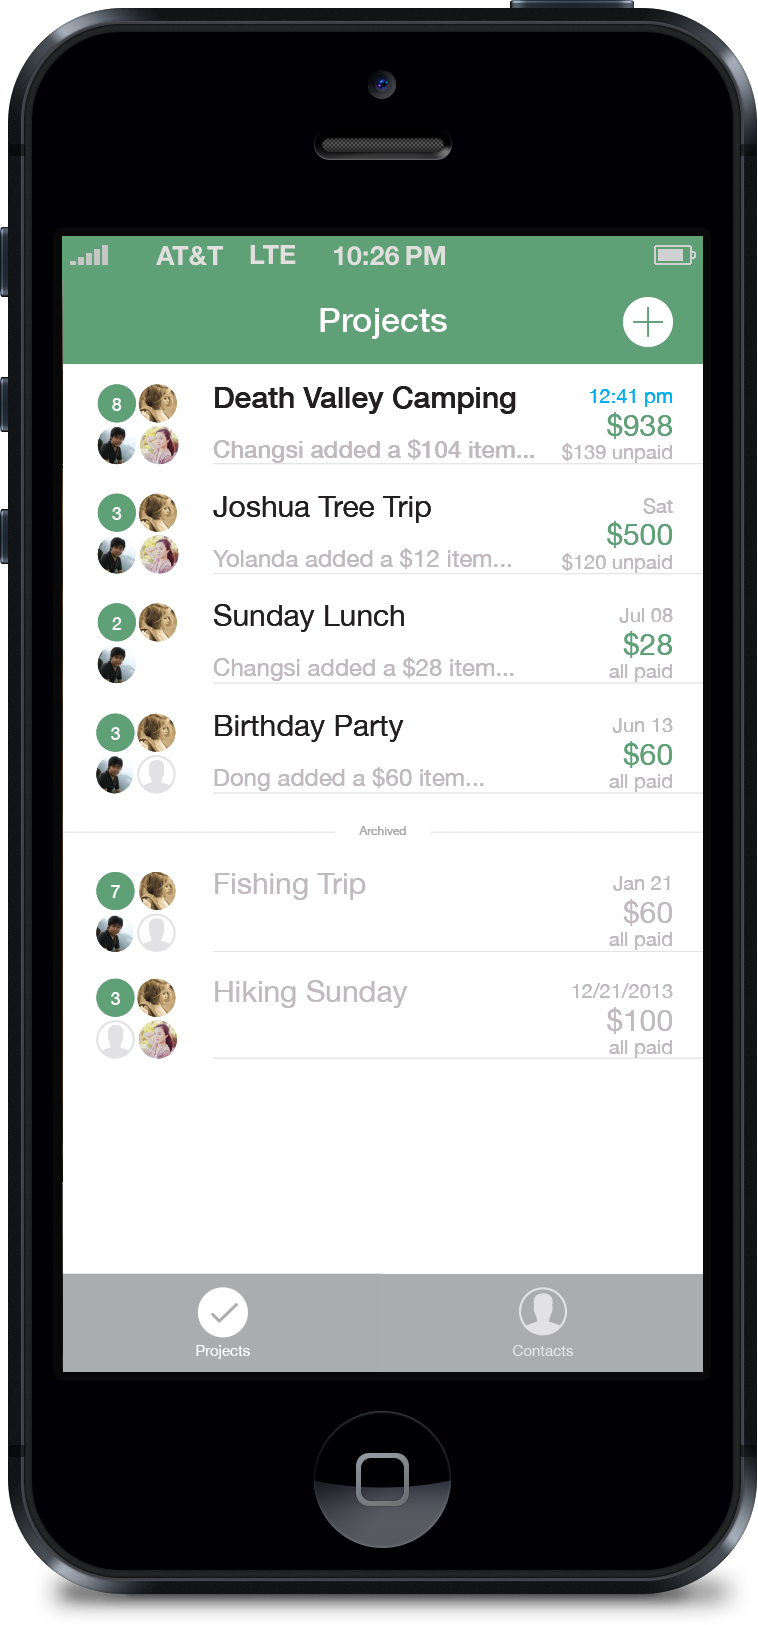 AT&T LTE 10:26 PM
Projects
8
Death Valley Camping
12:41 pm
$938
Changsi added a $104 item...
$139 unpaid
3
Joshua Tree Trip
Sat
$500
Yolanda added a $12 item...
$120 unpaid
2
Sunday Lunch
Jul 08
$28
Changsi added a $28 item...
all paid
3
Birthday Party
Jun 13
$60
Dong added a $60 item...
all paid
Archived
7
Fishing Trip
Jan 21
$60
all paid
3
Hiking Sunday
12/21/2013
$100
all paid
Projects
Contacts